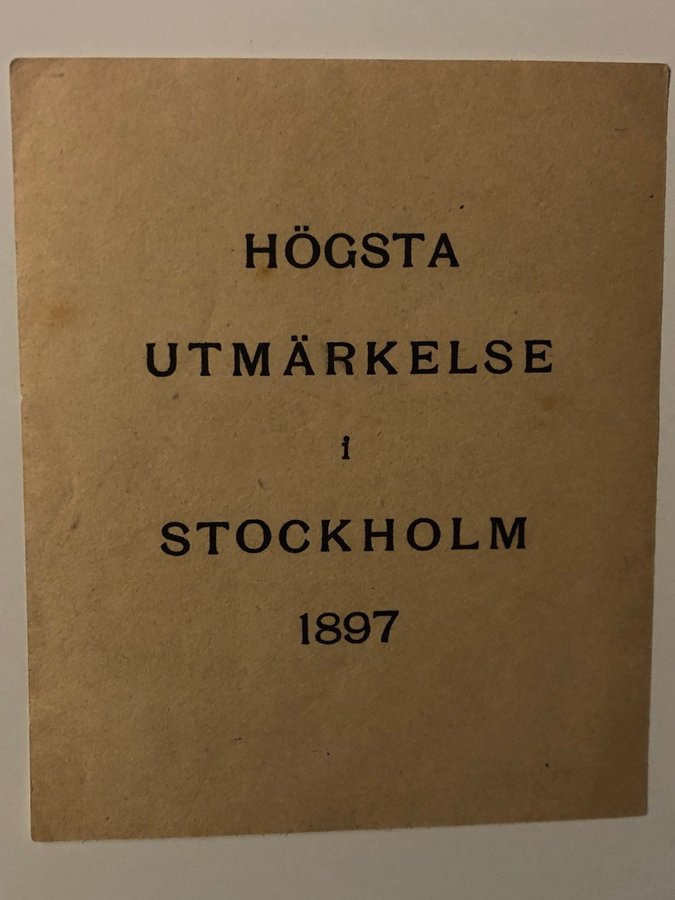 HÖGSTA
UTMÄRKELSE
i
STOCKHOLM
1897